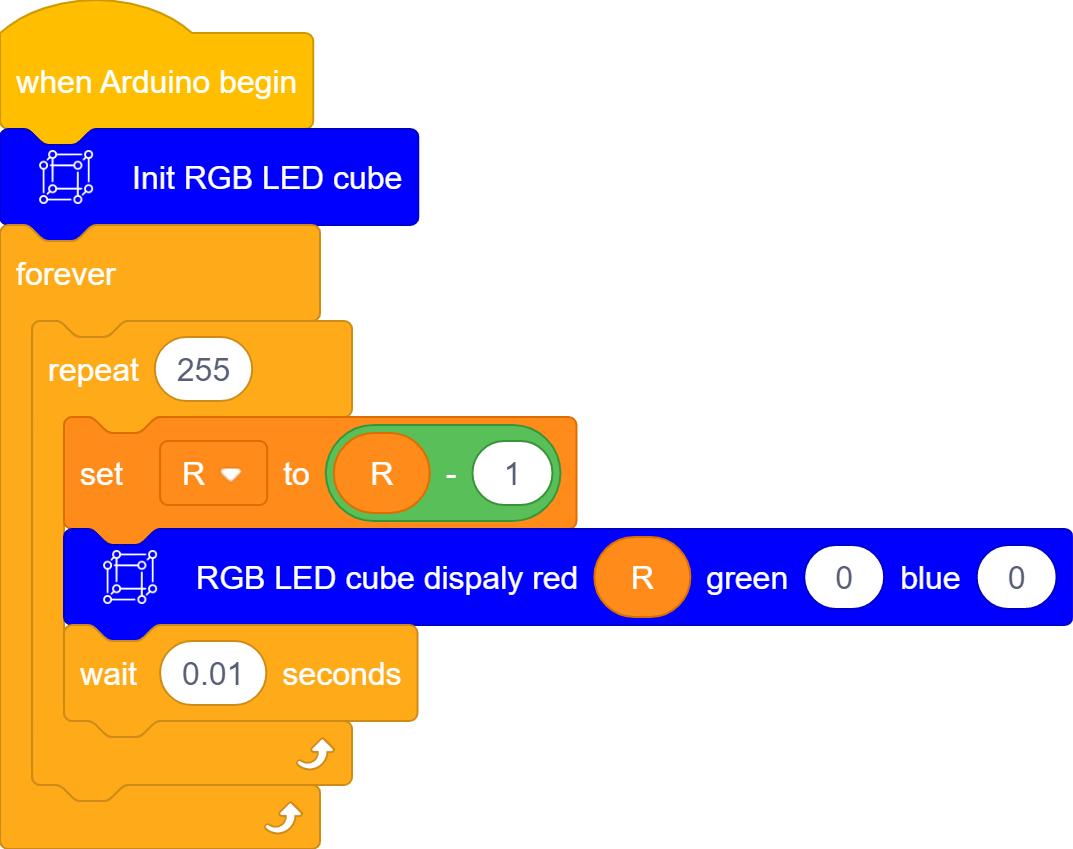 when Arduino begin
Init RGB LED cube
forever
repeat 255
set R to R - 1
RGB LED cube dispaly red R green 0 blue 0
wait 0.01 seconds